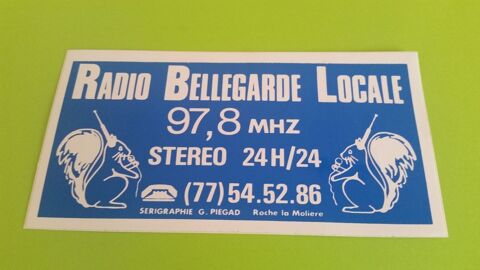 RADIO BELLEGARDE LOCALE
97,8 MHZ
STEREO 24H/24
(77) 54.52.86
SERIGRAPHIE G. PIEGAD Roche la Moliere